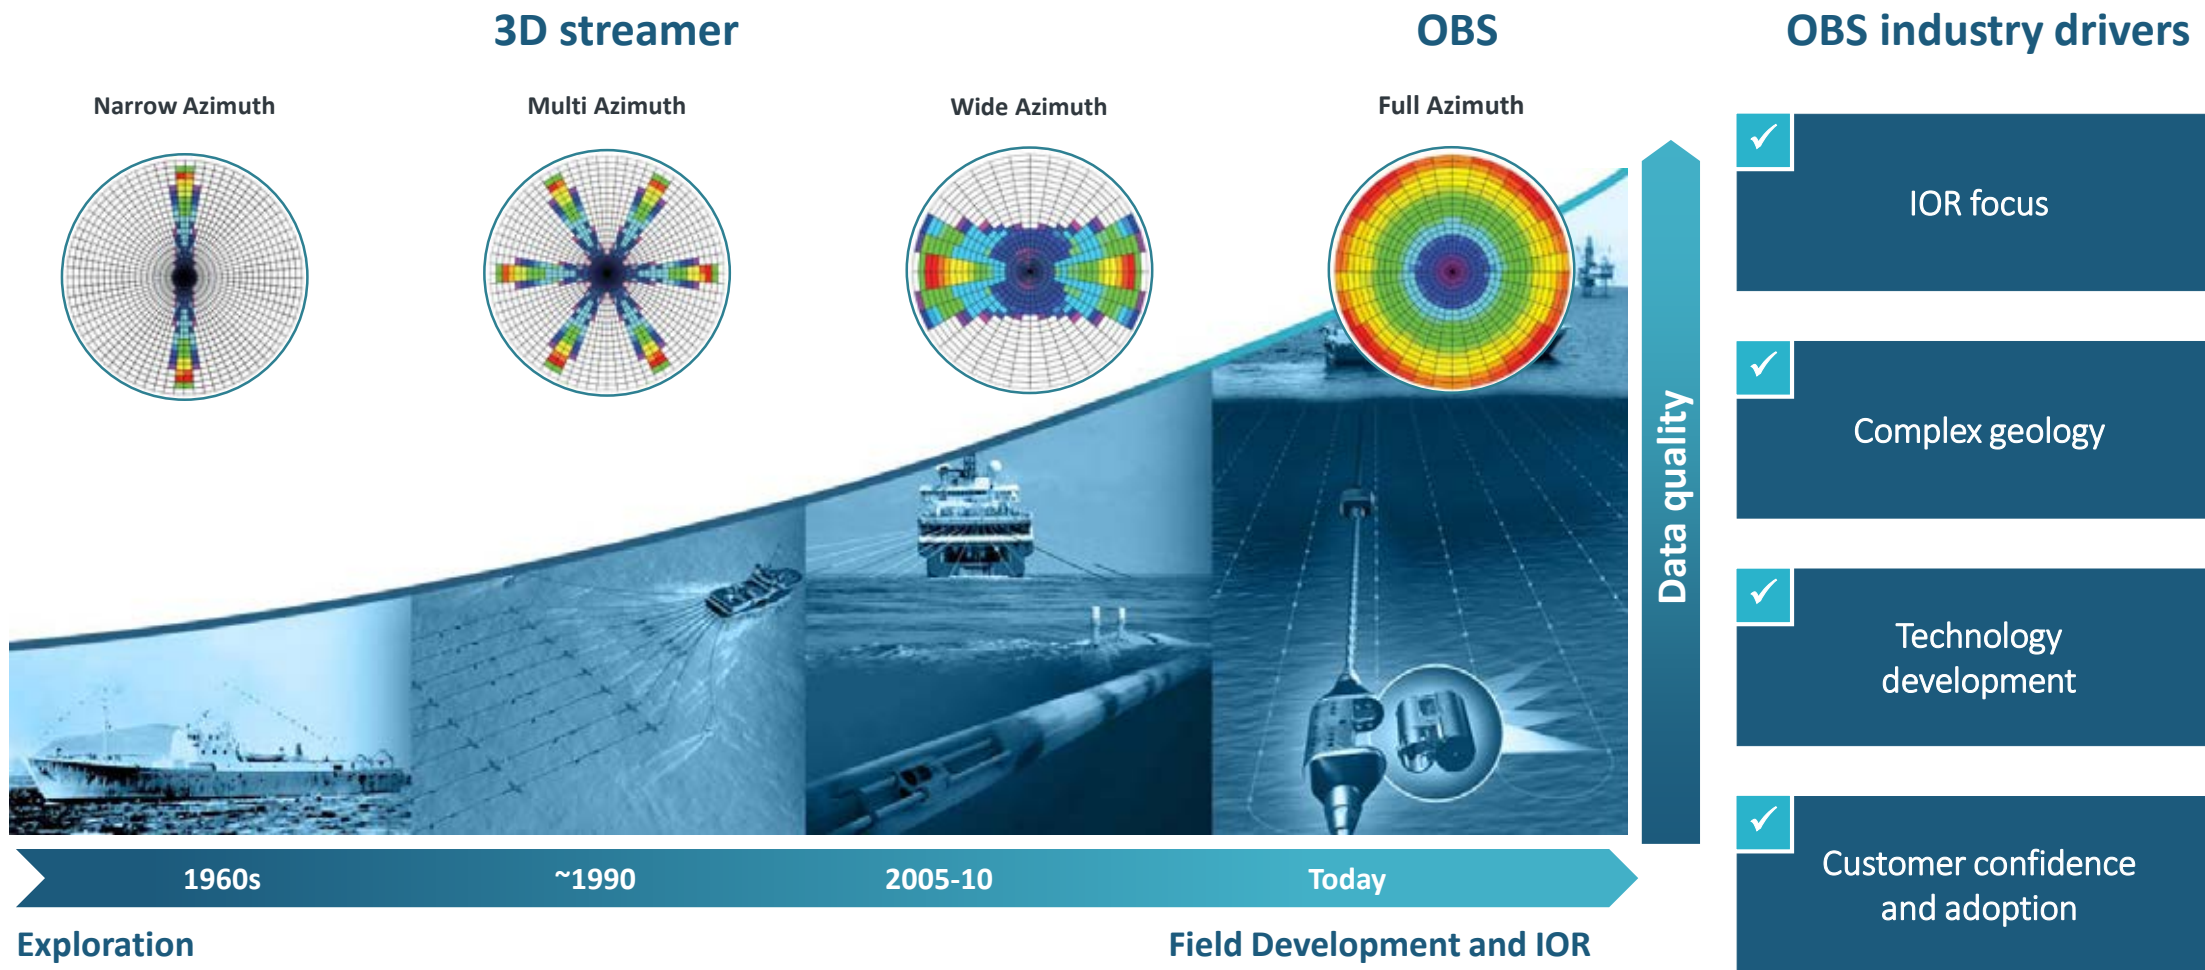 3D streamer
OBS
OBS industry drivers
Narrow Azimuth
Multi Azimuth
Wide Azimuth
Full Azimuth
Data quality
IOR focus
Complex geology
Technology
development
Customer confidence
and adoption
1960s
~1990
2005-10
Today
Exploration
Field Development and IOR